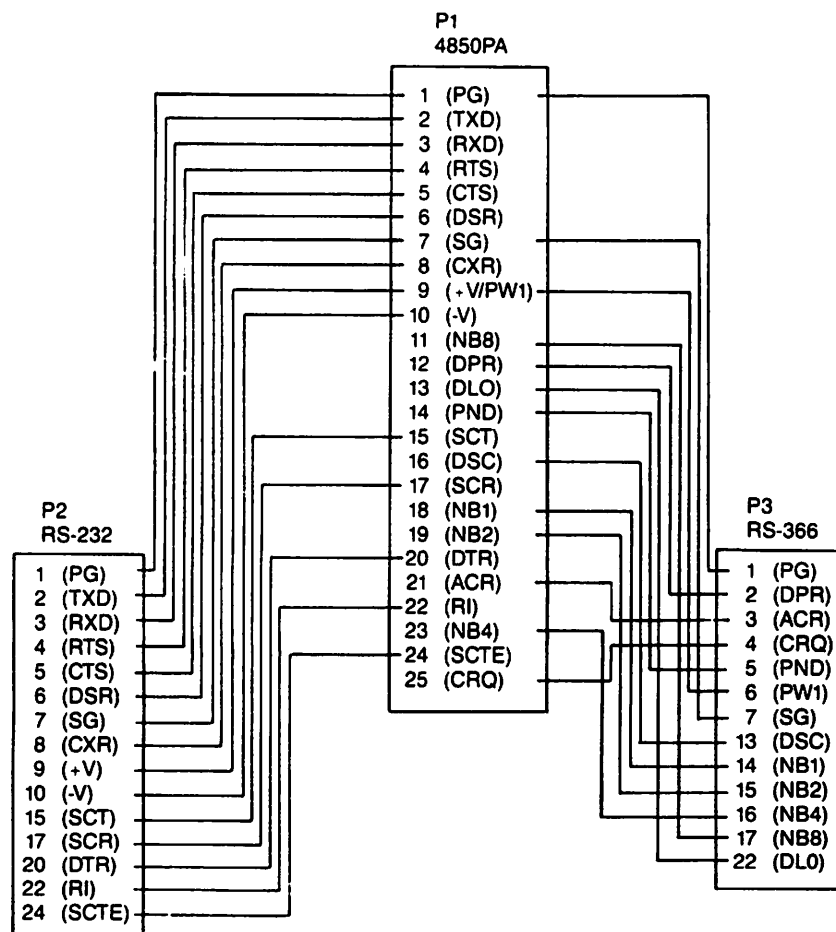 P1
4850PA
1 (PG)
2 (TXD)
3 (RXD)
4 (RTS)
5 (CTS)
6 (DSR)
7 (SG)
8 (CXR)
9 (+V/PW1)
10 (-V)
11 (NB8)
12 (DPR)
13 (DLO)
14 (PND)
15 (SCT)
16 (DSC)
17 (SCR)
18 (NB1)
19 (NB2)
20 (DTR)
21 (ACR)
22 (RI)
23 (NB4)
24 (SCTE)
25 (CRQ)
P2
RS-232
1 (PG)
2 (TXD)
3 (RXD)
4 (RTS)
5 (CTS)
6 (DSR)
7 (SG)
8 (CXR)
9 (+V)
10 (-V)
15 (SCT)
17 (SCR)
20 (DTR)
22 (RI)
24 (SCTE)
P3
RS-366
1 (PG)
2 (DPR)
3 (ACR)
4 (CRQ)
5 (PND)
6 (PW1)
7 (SG)
13 (DSC)
14 (NB1)
15 (NB2)
16 (NB4)
17 (NB8)
22 (DL0)